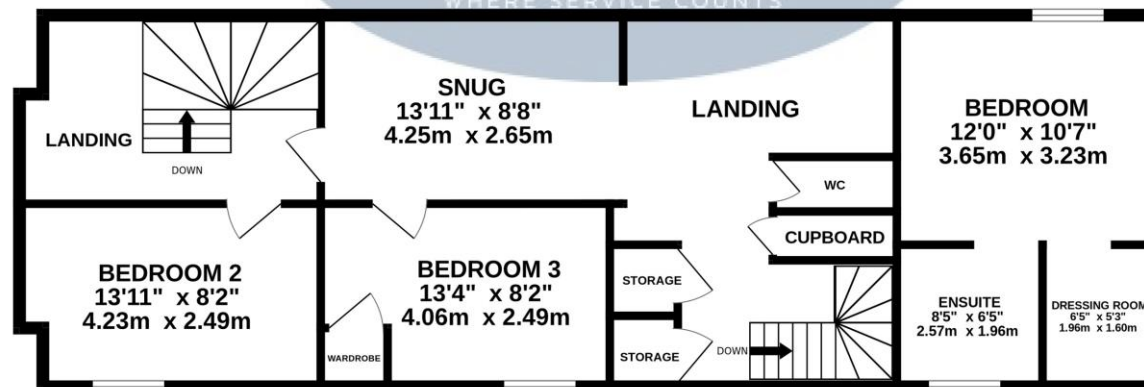 WHERE SERVICE COUNTS
SNUG
13'11" x 8'8"
4.25m x 2.65m
LANDING
BEDROOM
12'0" x 10'7"
3.65m x 3.23m
LANDING
DOWN
WC
CUPBOARD
BEDROOM 2
13'11" x 8'2"
4.23m x 2.49m
BEDROOM 3
13'4" x 8'2"
4.06m x 2.49m
WARDROBE
STORAGE
STORAGE
DOWN
ENSUITE
8'5" x 6'5"
2.57m x 1.96m
DRESSING ROOM
6'5" x 5'3"
1.96m x 1.60m